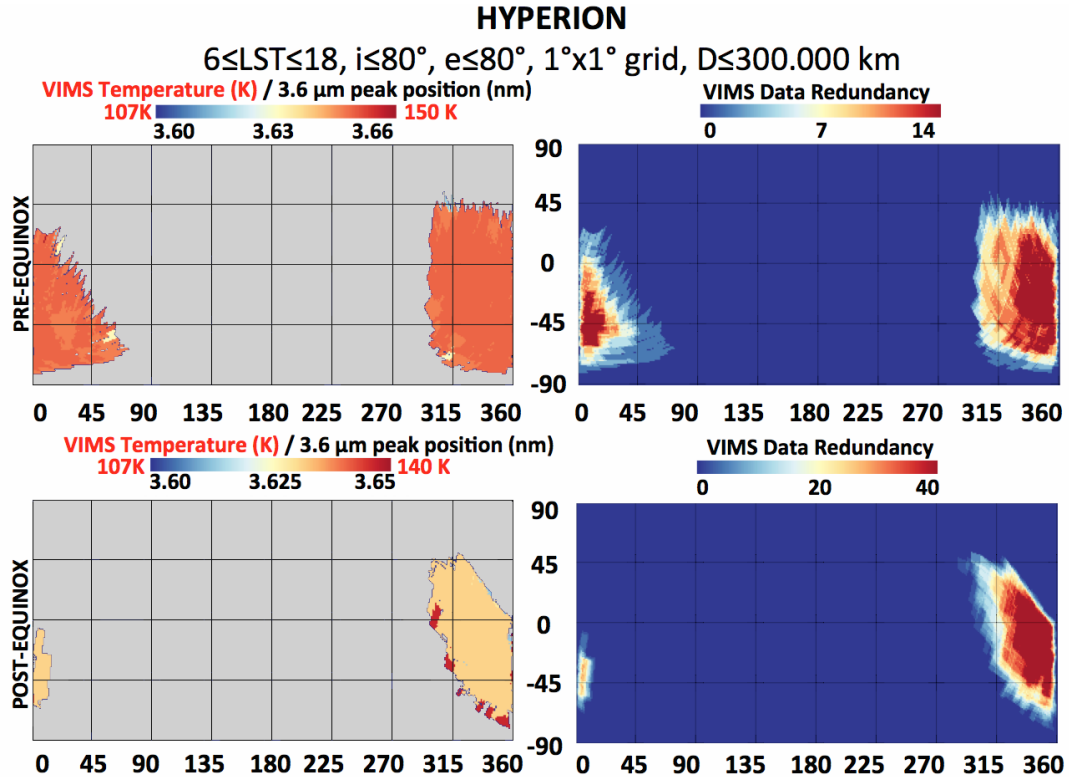 HYPERION
6≤LST≤18, i≤80°, e≤80°, 1°x1° grid, D≤300.000 km
VIMS Temperature (K) / 3.6 µm peak position (nm)
107K 150 K
3.60 3.63 3.66
VIMS Data Redundancy
0 7 14
PRE-EQUINOX
90
45
0
-45
-90
0 45 90 135 180 225 270 315 360
0 45 90 135 180 225 270 315 360
VIMS Temperature (K) / 3.6 µm peak position (nm)
107K 140 K
3.60 3.625 3.65
VIMS Data Redundancy
0 20 40
POST-EQUINOX
90
45
0
-45
-90
0 45 90 135 180 225 270 315 360
0 45 90 135 180 225 270 315 360